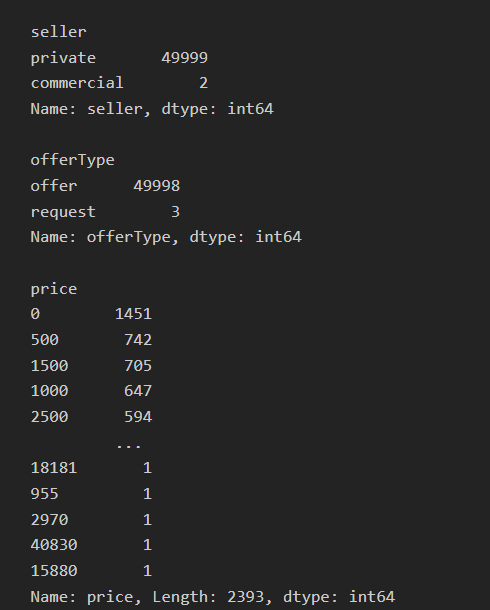 seller
private 49999
commercial 2
Name: seller, dtype: int64
offerType
offer 49998
request 3
Name: offerType, dtype: int64
price
0 1451
500 742
1500 705
1000 647
2500 594
...
18181 1
955 1
2970 1
40830 1
15880 1
Name: price, Length: 2393, dtype: int64